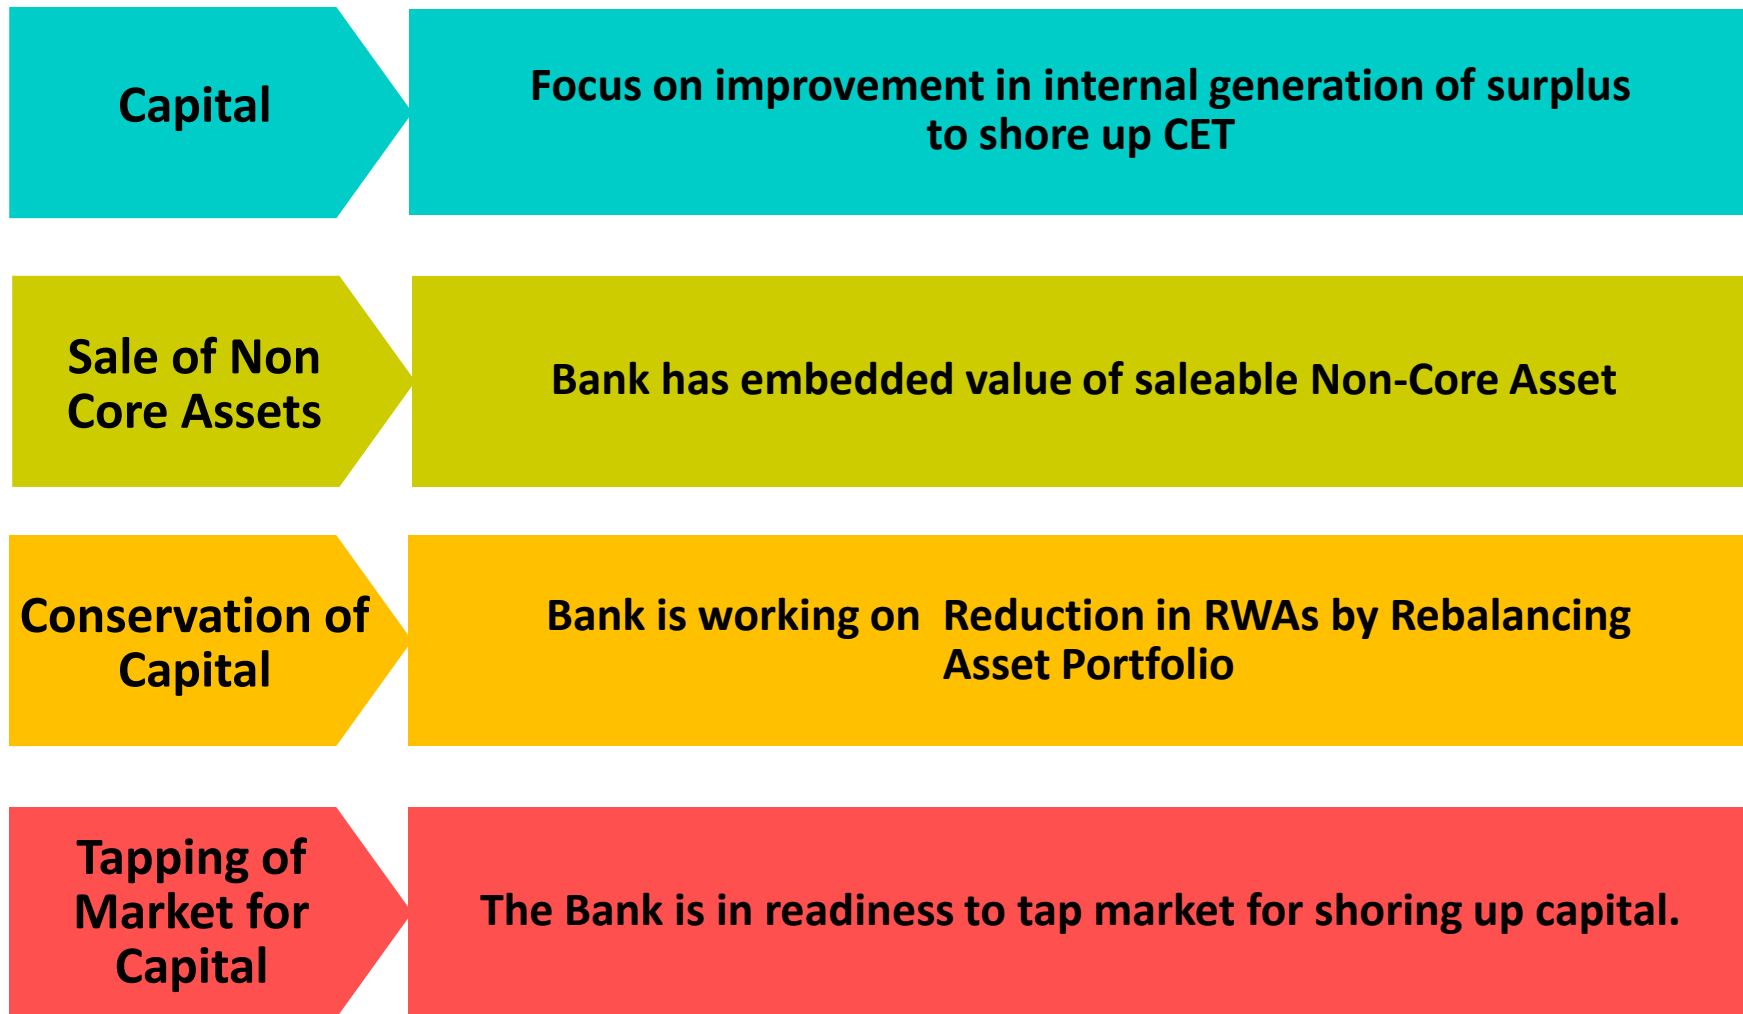 Capital
Focus on improvement in internal generation of surplus
to shore up CET
Sale of Non
Core Assets
Bank has embedded value of saleable Non-Core Asset
Conservation of
Capital
Bank is working on  Reduction in RWAs by Rebalancing
Asset Portfolio
Tapping of
Market for
Capital
The Bank is in readiness to tap market for shoring up capital.